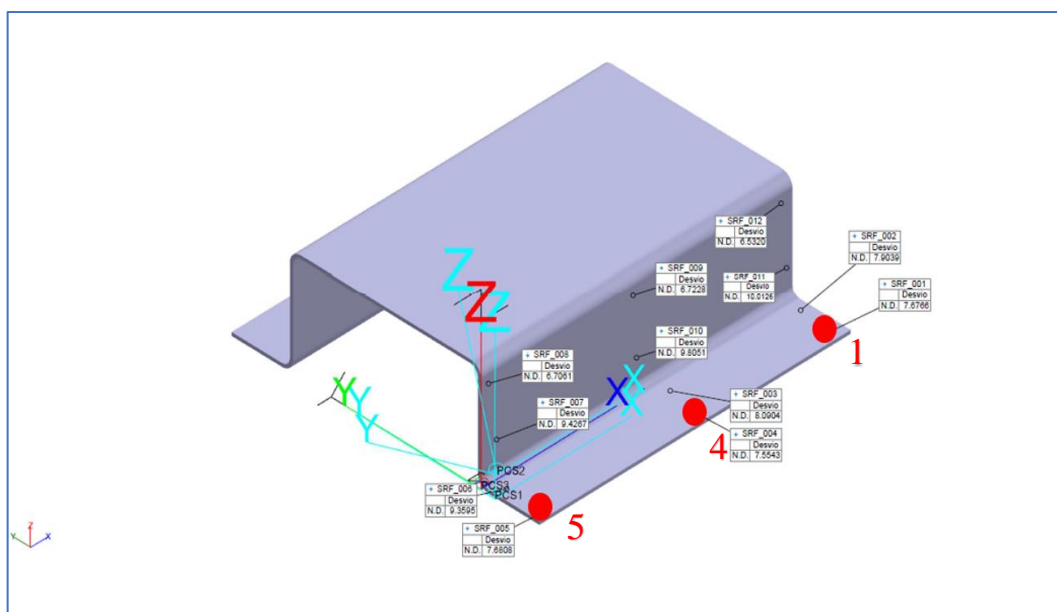 + SRF_012
Desvio
N.D. 6.5320
+ SRF_002
Desvio
N.D. 7.9039
+ SRF_009
Desvio
N.D. 6.7228
+ SRF_011
Desvio
N.D. 10.0126
+ SRF_001
Desvio
N.D. 7.6766
1
Z
Z
Z
+ SRF_010
Desvio
N.D. 9.8051
+ SRF_008
Desvio
N.D. 6.7061
X
X
X
Y
Y
Y
+ SRF_003
Desvio
N.D. 8.0904
+ SRF_007
Desvio
N.D. 9.4267
4
+ SRF_004
Desvio
N.D. 7.5543
PCS2
PCS3
PCS1
+ SRF_006
Desvio
N.D. 9.3595
5
+ SRF_005
Desvio
N.D. 7.6808
Z
Y
X